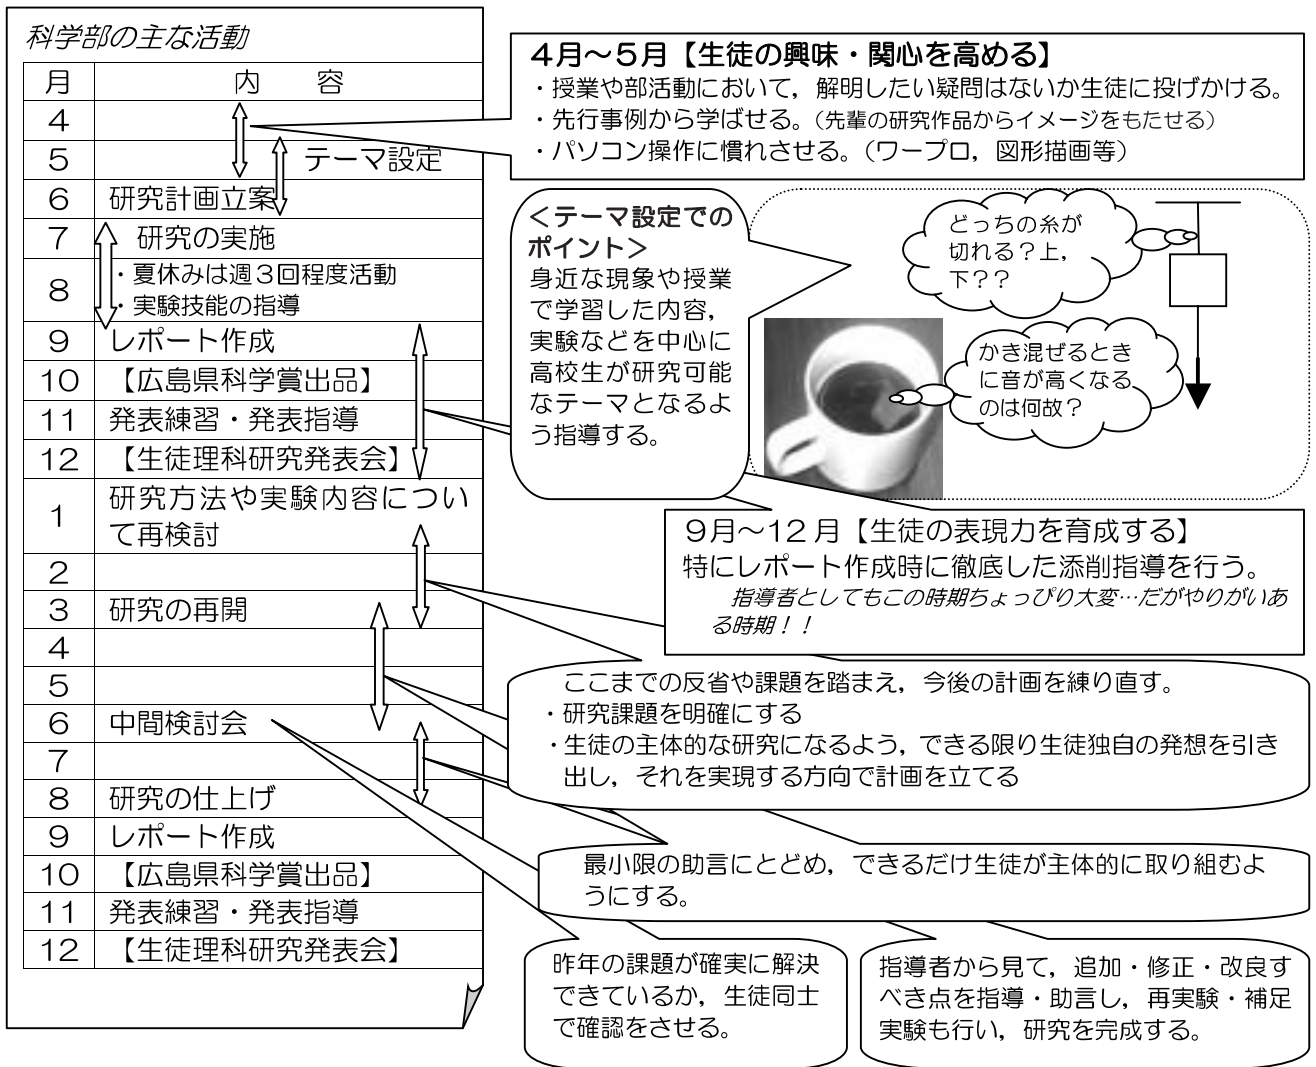 科学部の主な活動
月 内 容
4
5 テーマ設定
6 研究計画立案
7 研究の実施
8 ・夏休みは週３回程度活動
・実験技能の指導
9 レポート作成
10 【広島県科学賞出品】
11 発表練習・発表指導
12 【生徒理科研究発表会】
1 研究方法や実験内容につい
て再検討
2
3 研究の再開
4
5
6 中間検討会
7
8 研究の仕上げ
9 レポート作成
10 【広島県科学賞出品】
11 発表練習・発表指導
12 【生徒理科研究発表会】
４月～５月【生徒の興味・関心を高める】
・授業や部活動において，解明したい疑問はないか生徒に投げかける。
・先行事例から学ばせる。（先輩の研究作品からイメージをもたせる）
・パソコン操作に慣れさせる。（ワープロ，図形描画等）
＜テーマ設定での
ポイント＞
身近な現象や授業
で学習した内容，
実験などを中心に
高校生が研究可能
なテーマとなるよ
う指導する。
どっちの糸が
切れる？上，
下？？
かき混ぜるとき
に音が高くなる
のは何故？
９月～12月【生徒の表現力を育成する】
特にレポート作成時に徹底した添削指導を行う。
指導者としてもこの時期ちょっぴり大変…だがやりがいあ
る時期！！
ここまでの反省や課題を踏まえ，今後の計画を練り直す。
・研究課題を明確にする
・生徒の主体的な研究になるよう，できる限り生徒独自の発想を引き
出し，それを実現する方向で計画を立てる
最小限の助言にとどめ，できるだけ生徒が主体的に取り組むよ
うにする。
昨年の課題が確実に解決
できているか，生徒同士
で確認をさせる。
指導者から見て，追加・修正・改良す
べき点を指導・助言し，再実験・補足
実験も行い，研究を完成する。